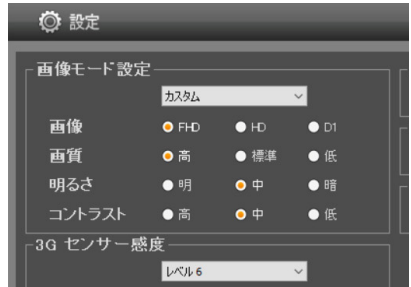 設定
画像モード設定
カスタム
画像 FHD HD D1
画質 高 標準 低
明るさ 明 中 暗
コントラスト 高 中 低
3G センサー感度
レベル 6